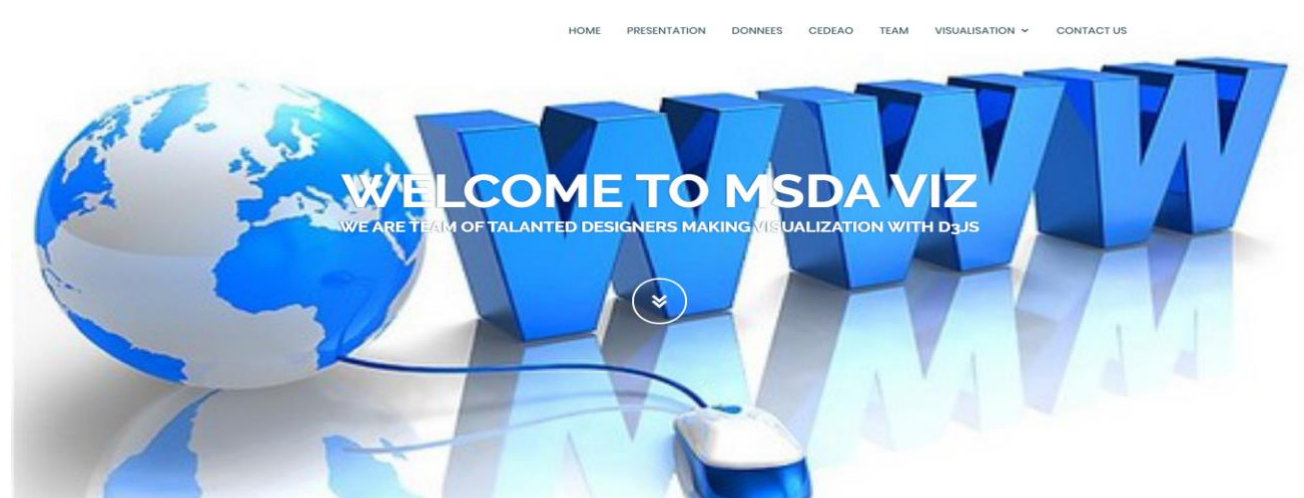 HOME PRESENTATION DONNEES CEDEAO TEAM VISUALISATION CONTACT US
WWW
WELCOME TO MSDA VIZ
WE ARE TEAM OF TALANTED DESIGNERS MAKING VISUALIZATION WITH D3JS